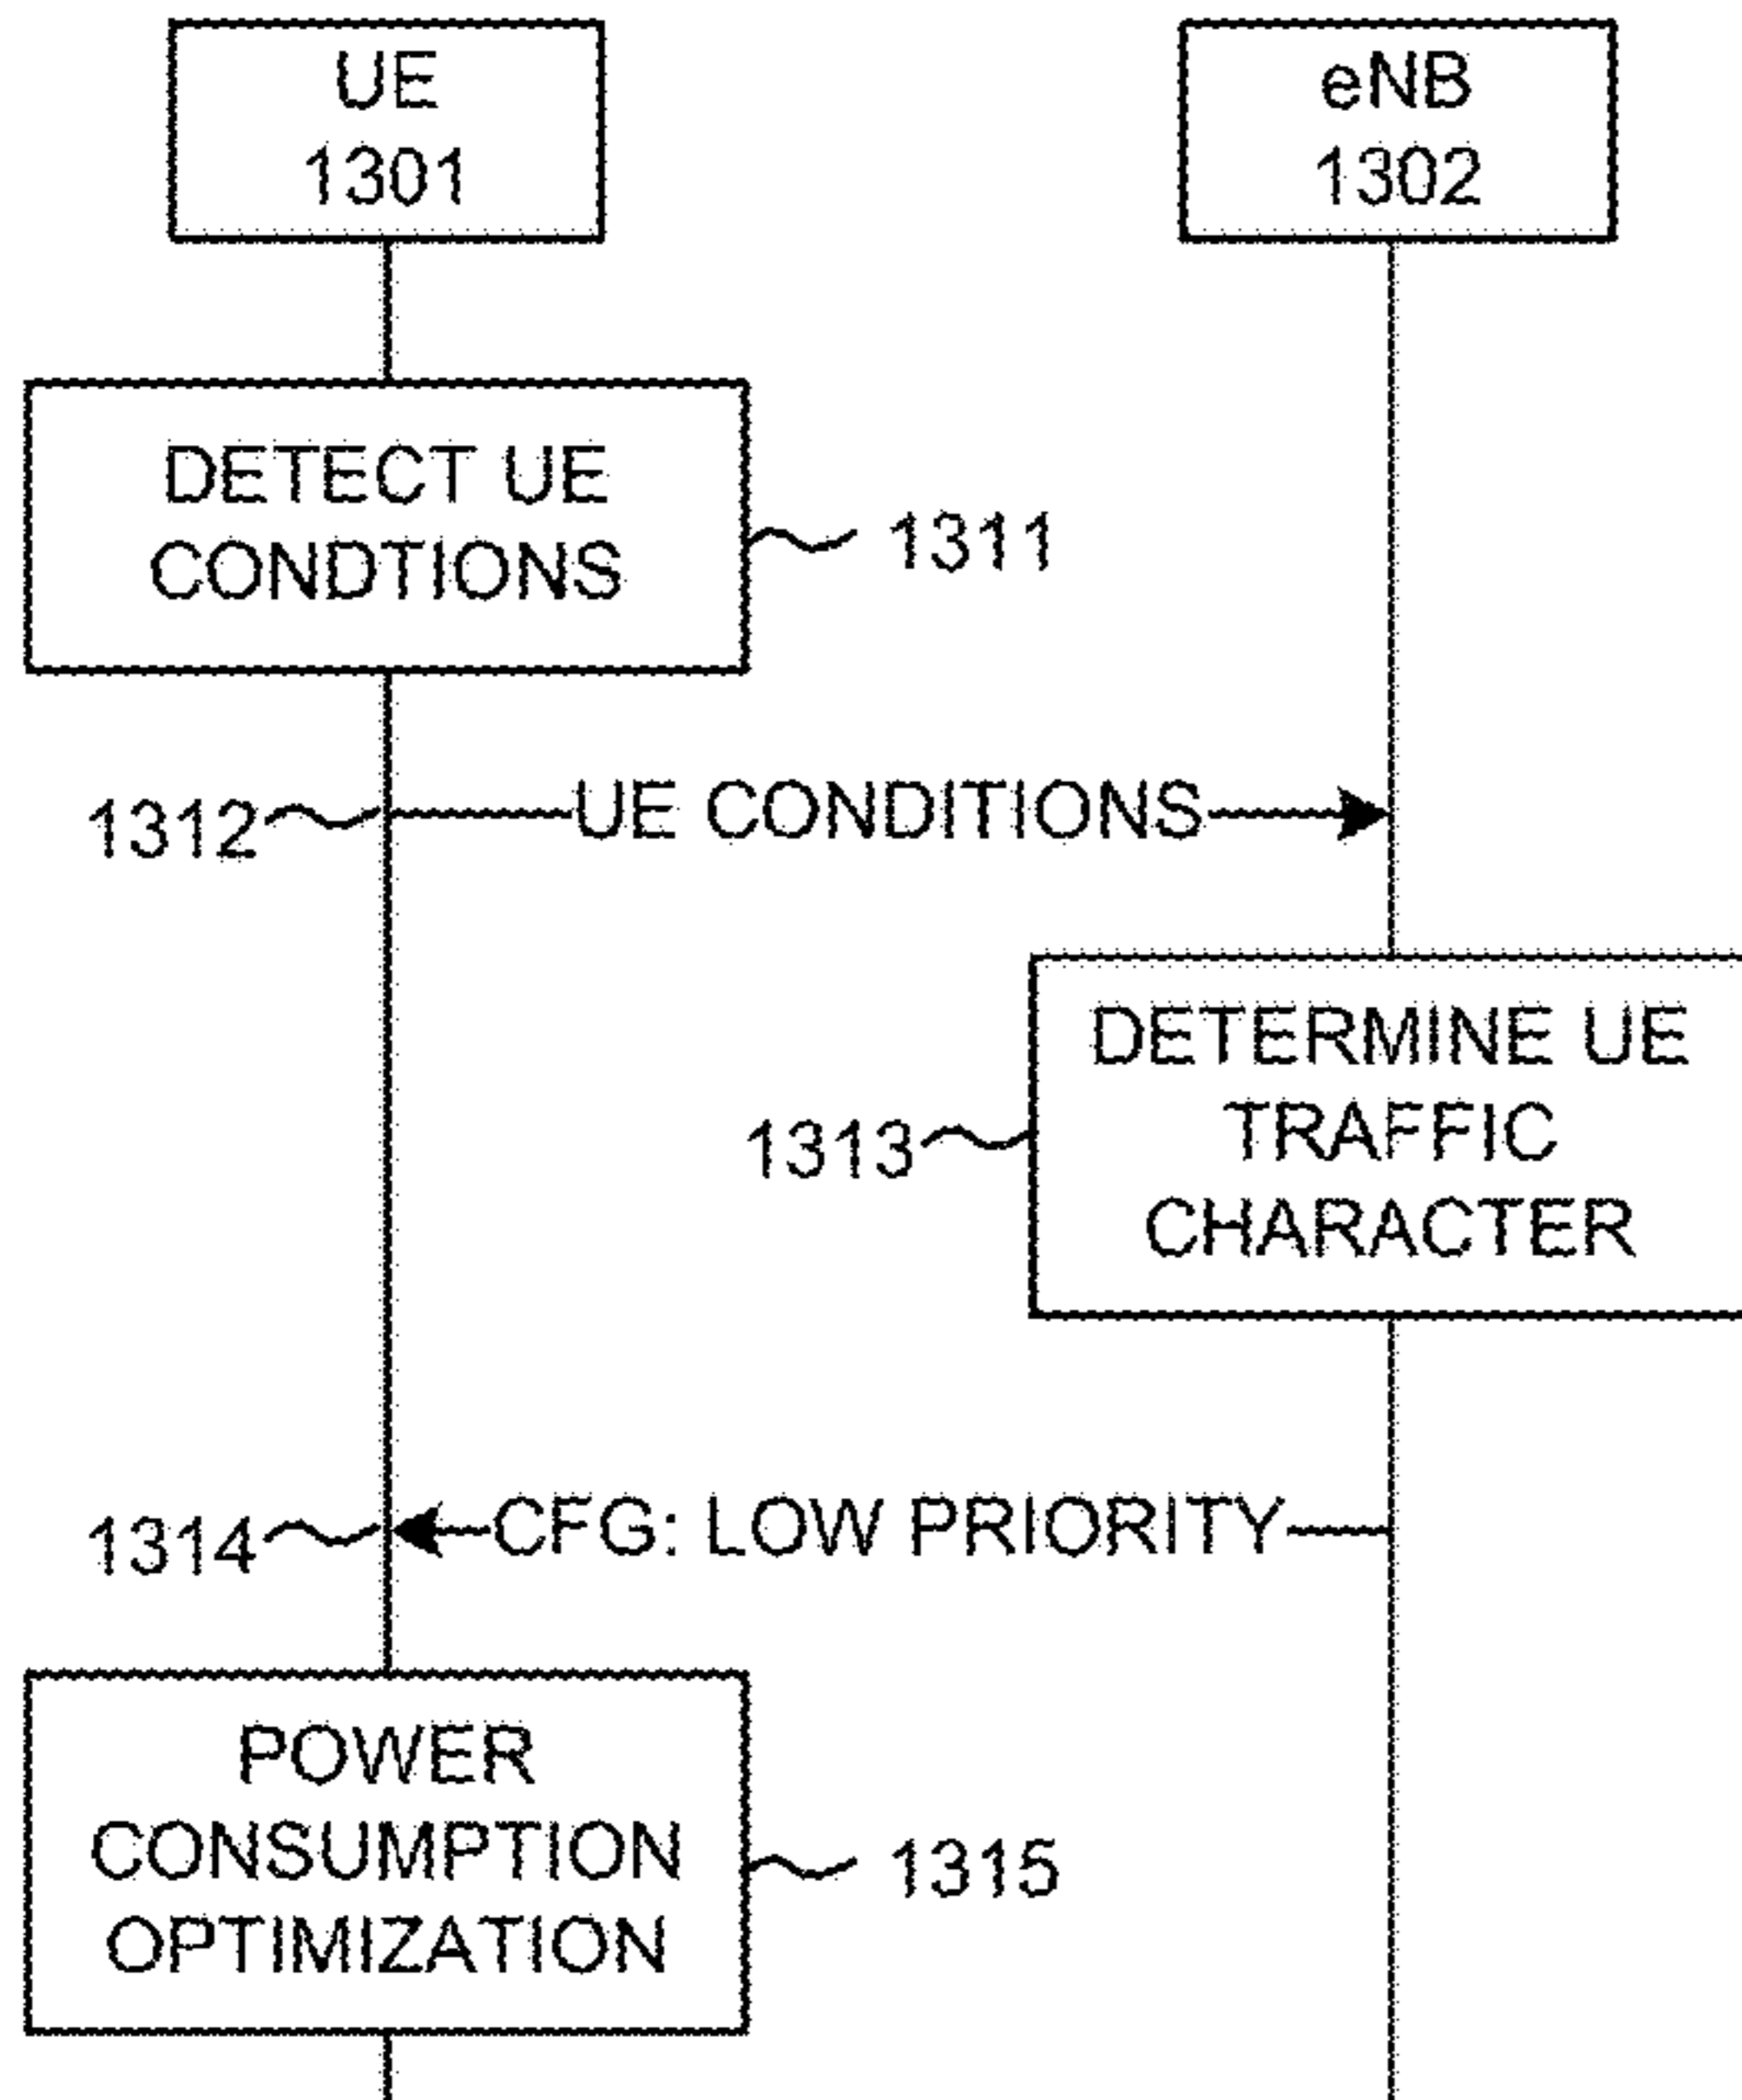 UE
1301
eNB
1302
DETECT UE
CONDTIONS
1311
1312
UE CONDITIONS
DETERMINE UE
TRAFFIC
CHARACTER
1313
1314
CFG: LOW PRIORITY
POWER
CONSUMPTION
OPTIMIZATION
1315